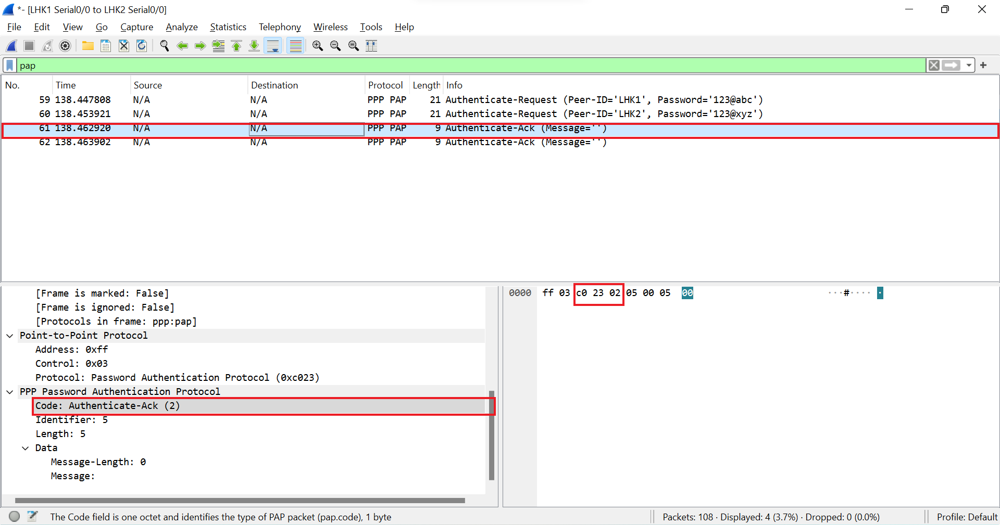 *- [LHK1 Serial0/0 to LHK2 Serial0/0]
File Edit View Go Capture Analyze Statistics Telephony Wireless Tools Help
pap
No. Time Source Destination Protocol Length Info
59 138.447808 N/A N/A PPP PAP 21 Authenticate-Request (Peer-ID='LHK1', Password='123@abc')
60 138.453921 N/A N/A PPP PAP 21 Authenticate-Request (Peer-ID='LHK2', Password='123@xyz')
61 138.462920 N/A N/A PPP PAP 9 Authenticate-Ack (Message='')
62 138.463902 N/A N/A PPP PAP 9 Authenticate-Ack (Message='')
[Frame is marked: False]
[Frame is ignored: False]
[Protocols in frame: ppp:pap]
Point-to-Point Protocol
Address: 0xff
Control: 0x03
Protocol: Password Authentication Protocol (0xc023)
PPP Password Authentication Protocol
Code: Authenticate-Ack (2)
Identifier: 5
Length: 5
Data
Message-Length: 0
Message:
0000 ff 03 c0 23 02 05 00 05 00 ···#···· ·
The Code field is one octet and identifies the type of PAP packet (pap.code), 1 byte
Packets: 108 · Displayed: 4 (3.7%) · Dropped: 0 (0.0%)
Profile: Default